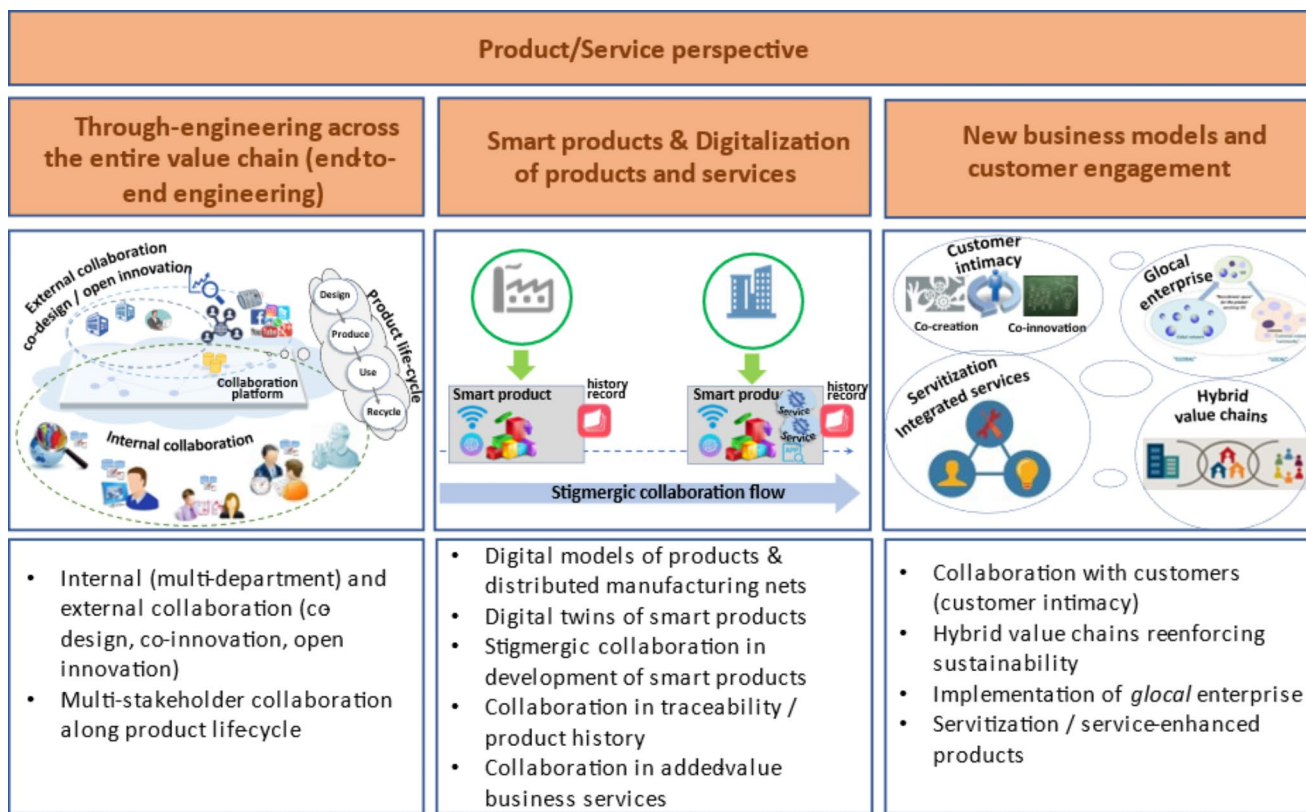 Product/Service perspective
Through-engineering across
the entire value chain (end-to-
end engineering)
Smart products & Digitalization
of products and services
New business models and
customer engagement
External collaboration
co-design / open innovation
Collaboration
platform
Internal collaboration
Product life-cycle
Design
Produce
Use
Recycle
Smart product
history
record
Smart product
Service
Service
history
record
Stigmergic collaboration flow
Customer
intimacy
Co-creation
Co-innovation
Glocal
enterprise
"GLOBAL"
"LOCAL"
Servitization
Integrated services
Hybrid
value chains
• Internal (multi-department) and
external collaboration (co-
design, co-innovation, open
innovation)
• Multi-stakeholder collaboration
along product life-cycle
• Digital models of products &
distributed manufacturing nets
• Digital twins of smart products
• Stigmergic collaboration in
development of smart products
• Collaboration in traceability /
product history
• Collaboration in added-value
business services
• Collaboration with customers
(customer intimacy)
• Hybrid value chains reenforcing
sustainability
• Implementation of glocal enterprise
• Servitization / service-enhanced
products